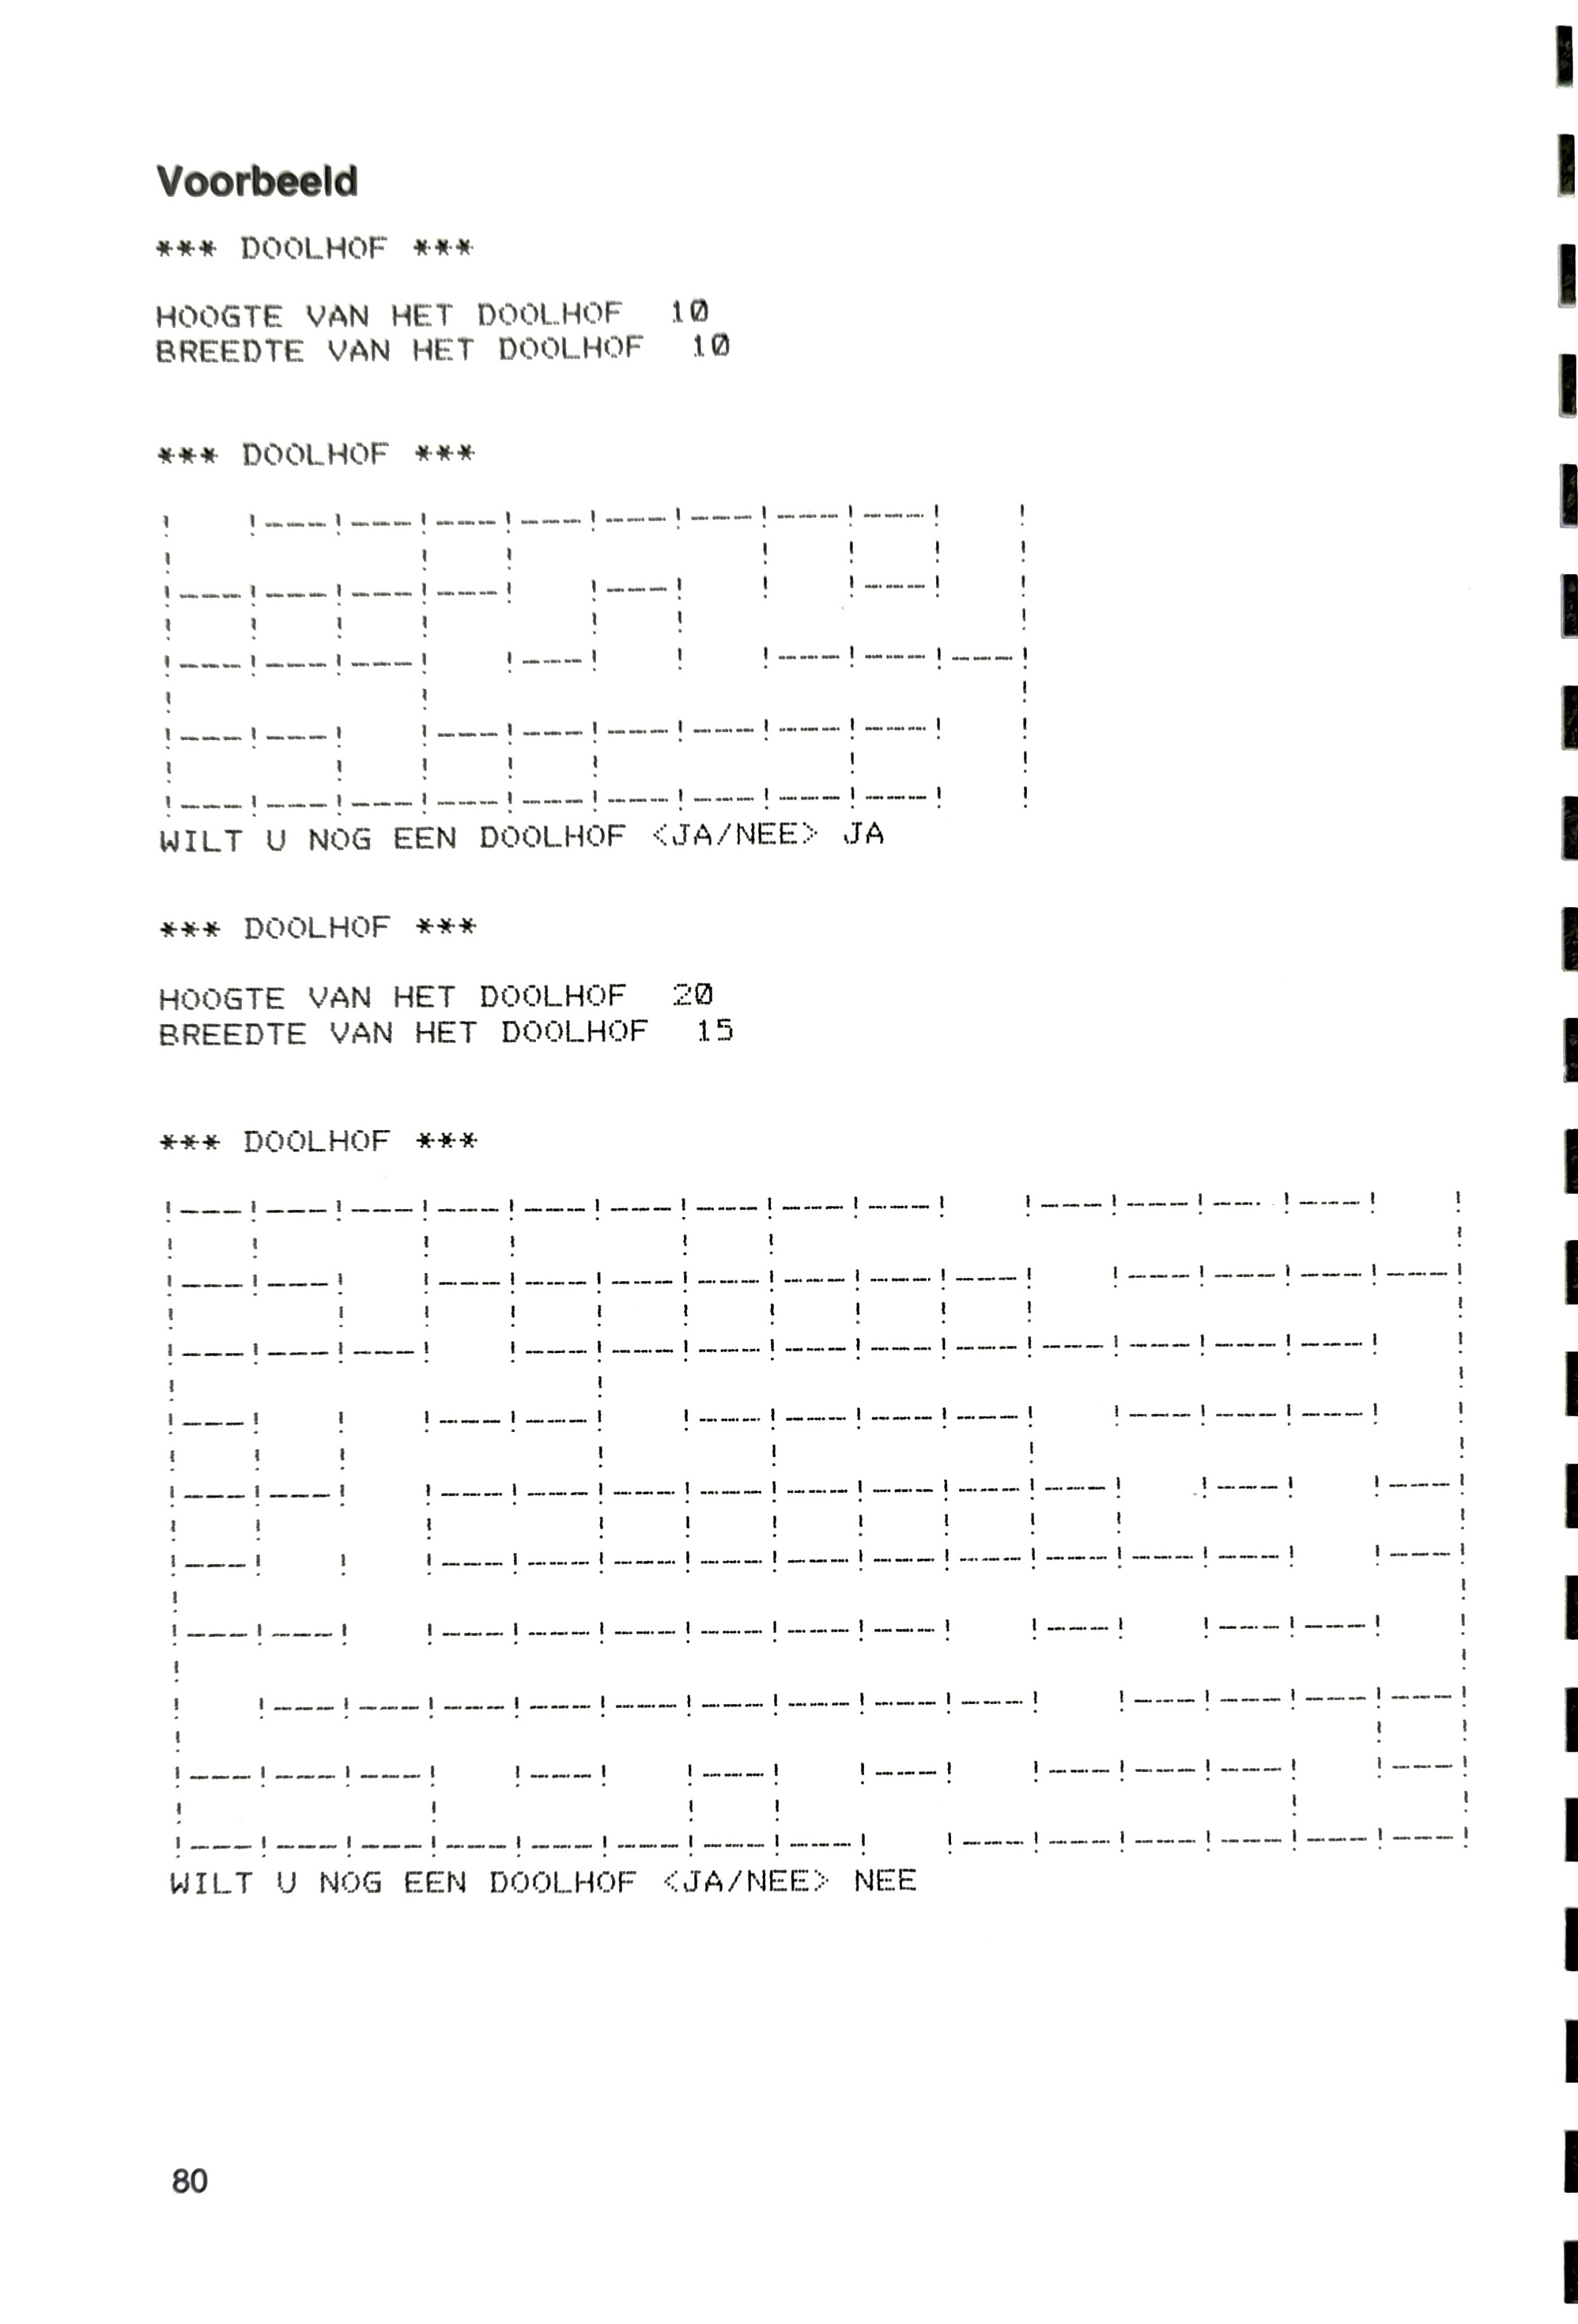 Voorbeeld
*** DOOLHOF ***
HOOGTE VAN HET DOOLHOF  10
BREEDTE VAN HET DOOLHOF  10
*** DOOLHOF ***
!   !---!---!---!---!---!---!---!---!   !
!           !   !           !   !   !   !
!---!---!---!---!   !---!   !   !---!   !
!   !   !   !       !   !               !
!---!---!---!   !---!   !   !---!---!---!
!           !                           !
!---!---!   !---!---!---!---!---!---!   !
!       !   !   !   !           !       !
!---!---!---!---!---!---!---!---!---!   !
WILT U NOG EEN DOOLHOF <JA/NEE> JA
*** DOOLHOF ***
HOOGTE VAN HET DOOLHOF  20
BREEDTE VAN HET DOOLHOF  15
*** DOOLHOF ***
!---!---!---!---!---!---!---!---!---!   !---!---!---!---!   !
!   !       !   !       !   !                               !
!---!---!   !---!---!---!---!---!---!---!   !---!---!---!---!
!       !   !   !   !   !   !   !   !   !                   !
!---!---!---!   !---!---!---!---!---!---!---!---!---!---!   !
!                   !                                       !
!---!   !   !---!---!   !---!---!---!---!   !---!---!---!   !
!   !   !           !       !           !                   !
!---!---!   !---!---!---!---!---!---!---!---!   !---!   !---!
!   !       !       !   !   !   !   !   !   !               !
!---!   !   !---!---!---!---!---!---!---!---!---!---!   !---!
!                                                           !
!---!---!   !---!---!---!---!---!---!   !---!   !---!---!   !
!                                                           !
!   !---!---!---!---!---!---!---!---!---!   !---!---!---!---!
!                                                       !   !
!---!---!---!   !---!   !---!   !---!   !---!---!---!   !---!
!           !           !   !                       !       !
!---!---!---!---!---!---!---!---!   !---!---!---!---!---!---!
WILT U NOG EEN DOOLHOF <JA/NEE> NEE
80